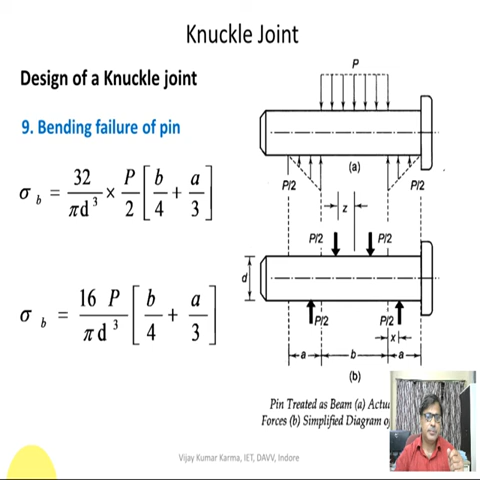 Knuckle Joint
Design of a Knuckle joint
9. Bending failure of pin
σ b = 32/πd³ × P/2 [b/4 + a/3]
σ b = 16 P/π d³ [b/4 + a/3]
P
(a)
P/2 P/2
z
P/2 P/2
d
P/2 P/2
x
a b a
(b)
Pin Treated as Beam (a) Actu
Forces (b) Simplified Diagram of
Vijay Kumar Karma, IET, DAVV, Indore